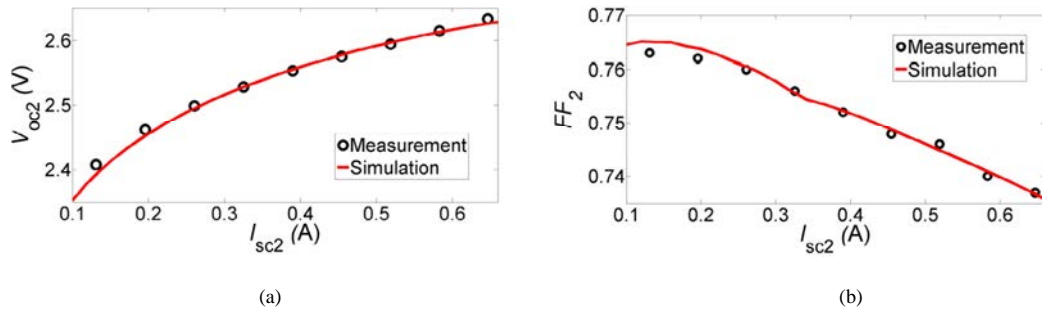 2.6
2.5
2.4
V_oc2 (V)
Measurement
Simulation
0.1 0.2 0.3 0.4 0.5 0.6
I_sc2 (A)
(a)
0.77
0.76
0.75
0.74
FF_2
Measurement
Simulation
0.1 0.2 0.3 0.4 0.5 0.6
I_sc2 (A)
(b)